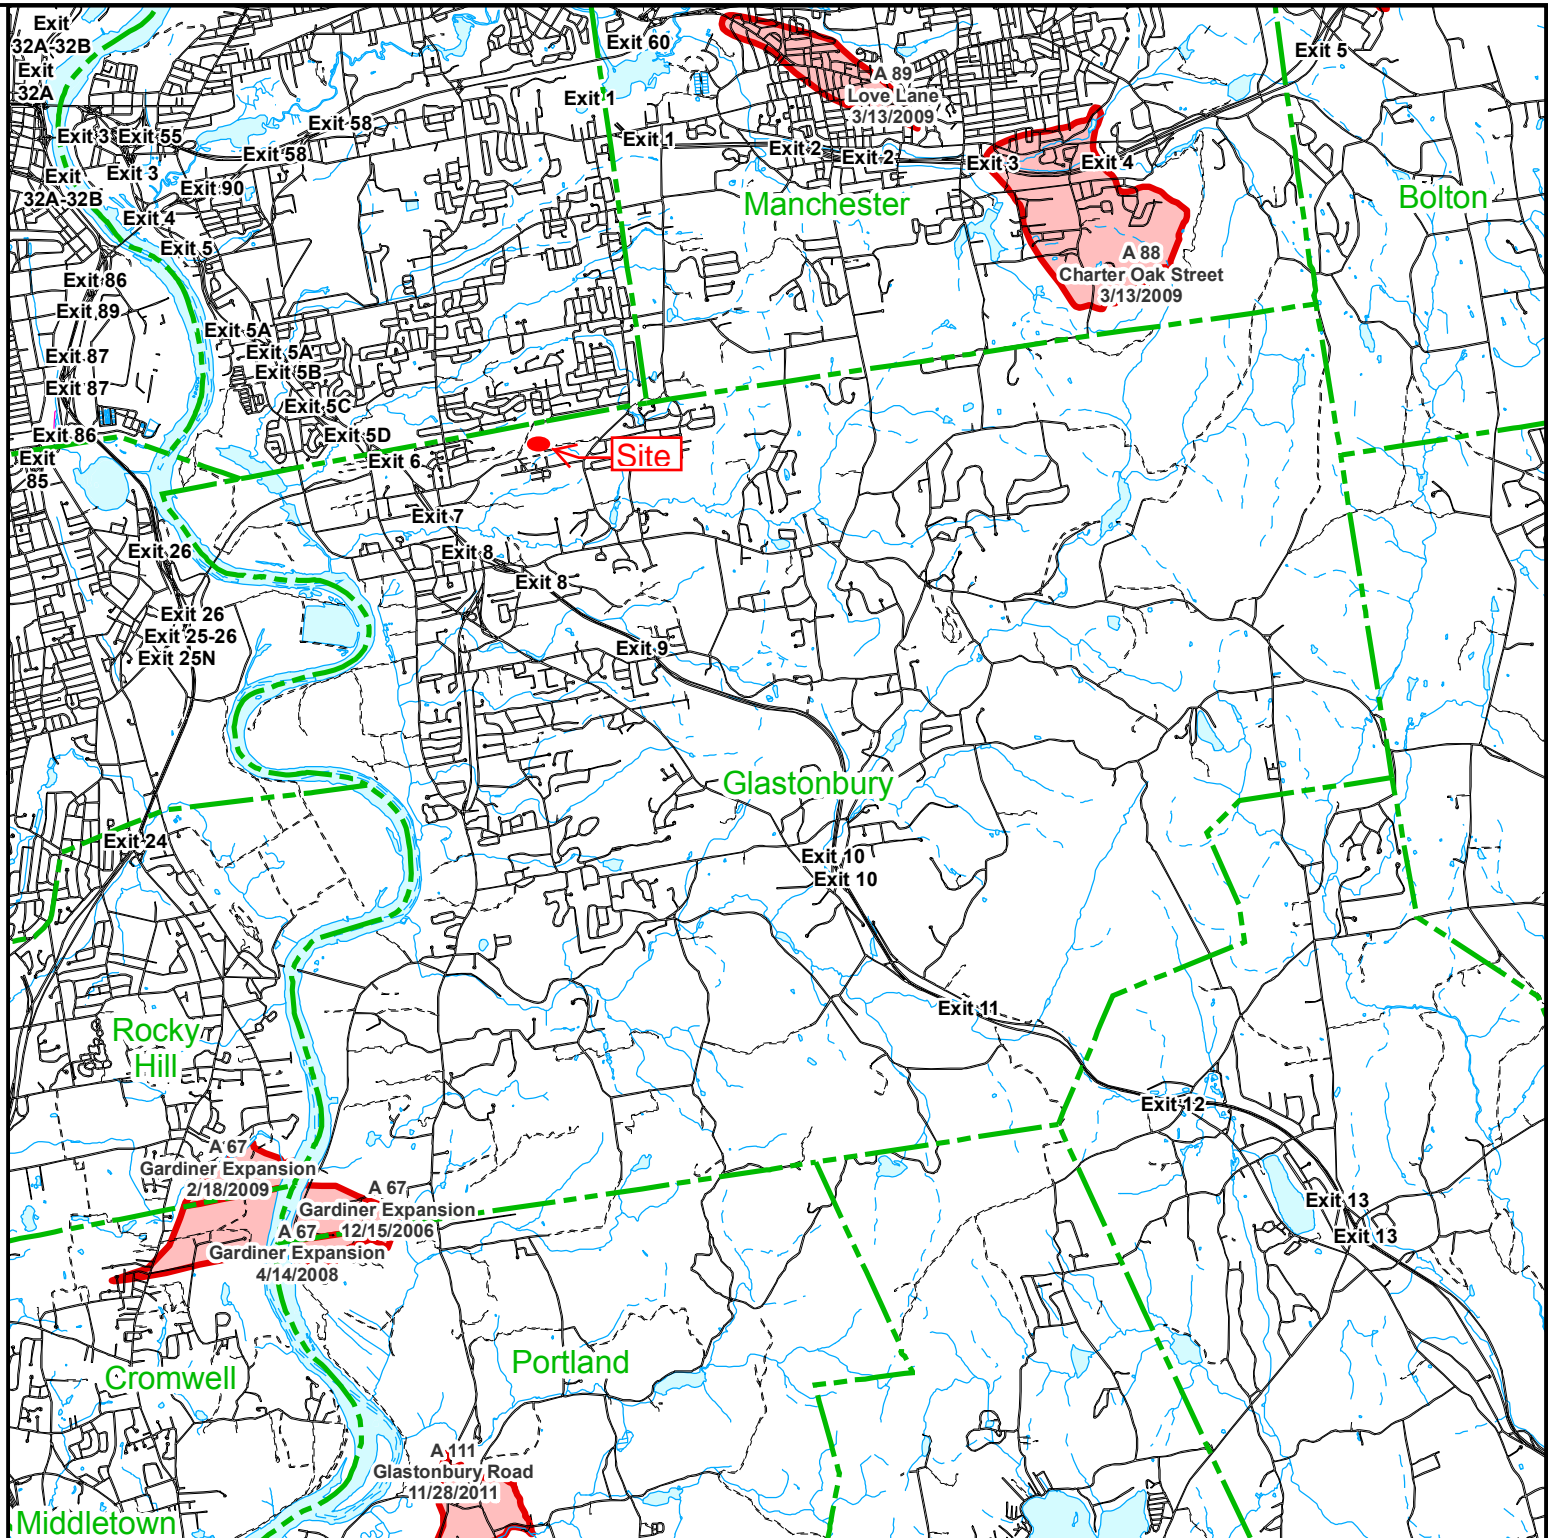 Exit
32A-32B
Exit
32A
Exit 3
Exit 55
Exit 58
Exit 58
Exit 3
Exit
32A-32B
Exit 90
Exit 4
Exit 5
Exit 60
Exit 1
Exit 1
Exit 2
Exit 2
Exit 3
Exit 4
Exit 5
A 89
Love Lane
3/13/2009
Manchester
Bolton
A 88
Charter Oak Street
3/13/2009
Exit 86
Exit 89
Exit 87
Exit 87
Exit 86
Exit
85
Exit 5A
Exit 5A
Exit 5B
Exit 5C
Exit 5D
Exit 6
Site
Exit 7
Exit 8
Exit 8
Exit 9
Exit 26
Exit 26
Exit 25-26
Exit 25N
Glastonbury
Exit 24
Exit 10
Exit 10
Exit 11
Exit 12
Exit 13
Exit 13
Rocky
Hill
A 67
Gardiner Expansion
2/18/2009
A 67
Gardiner Expansion
12/15/2006
A 67
Gardiner Expansion
4/14/2008
Cromwell
Portland
A 111
Glastonbury Road
11/28/2011
Middletown